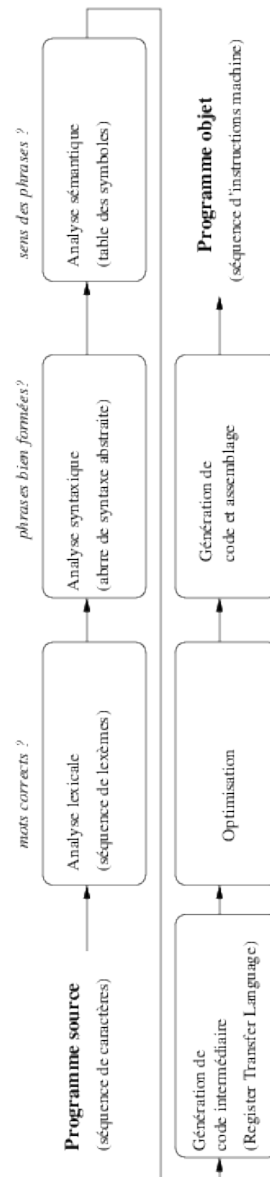 mots corrects ?
phrases bien formées?
sens des phrases ?
Programme source
(séquence de caractères)
Analyse lexicale
(séquence de lexèmes)
Analyse syntaxique
(abrre de syntaxe abstraite)
Analyse sémantique
(table des symboles)
Génération de
code intermédiaire
(Register Transfer Language)
Optimisation
Génération de
code et assemblage
Programme objet
(séquence d'instructions machine)